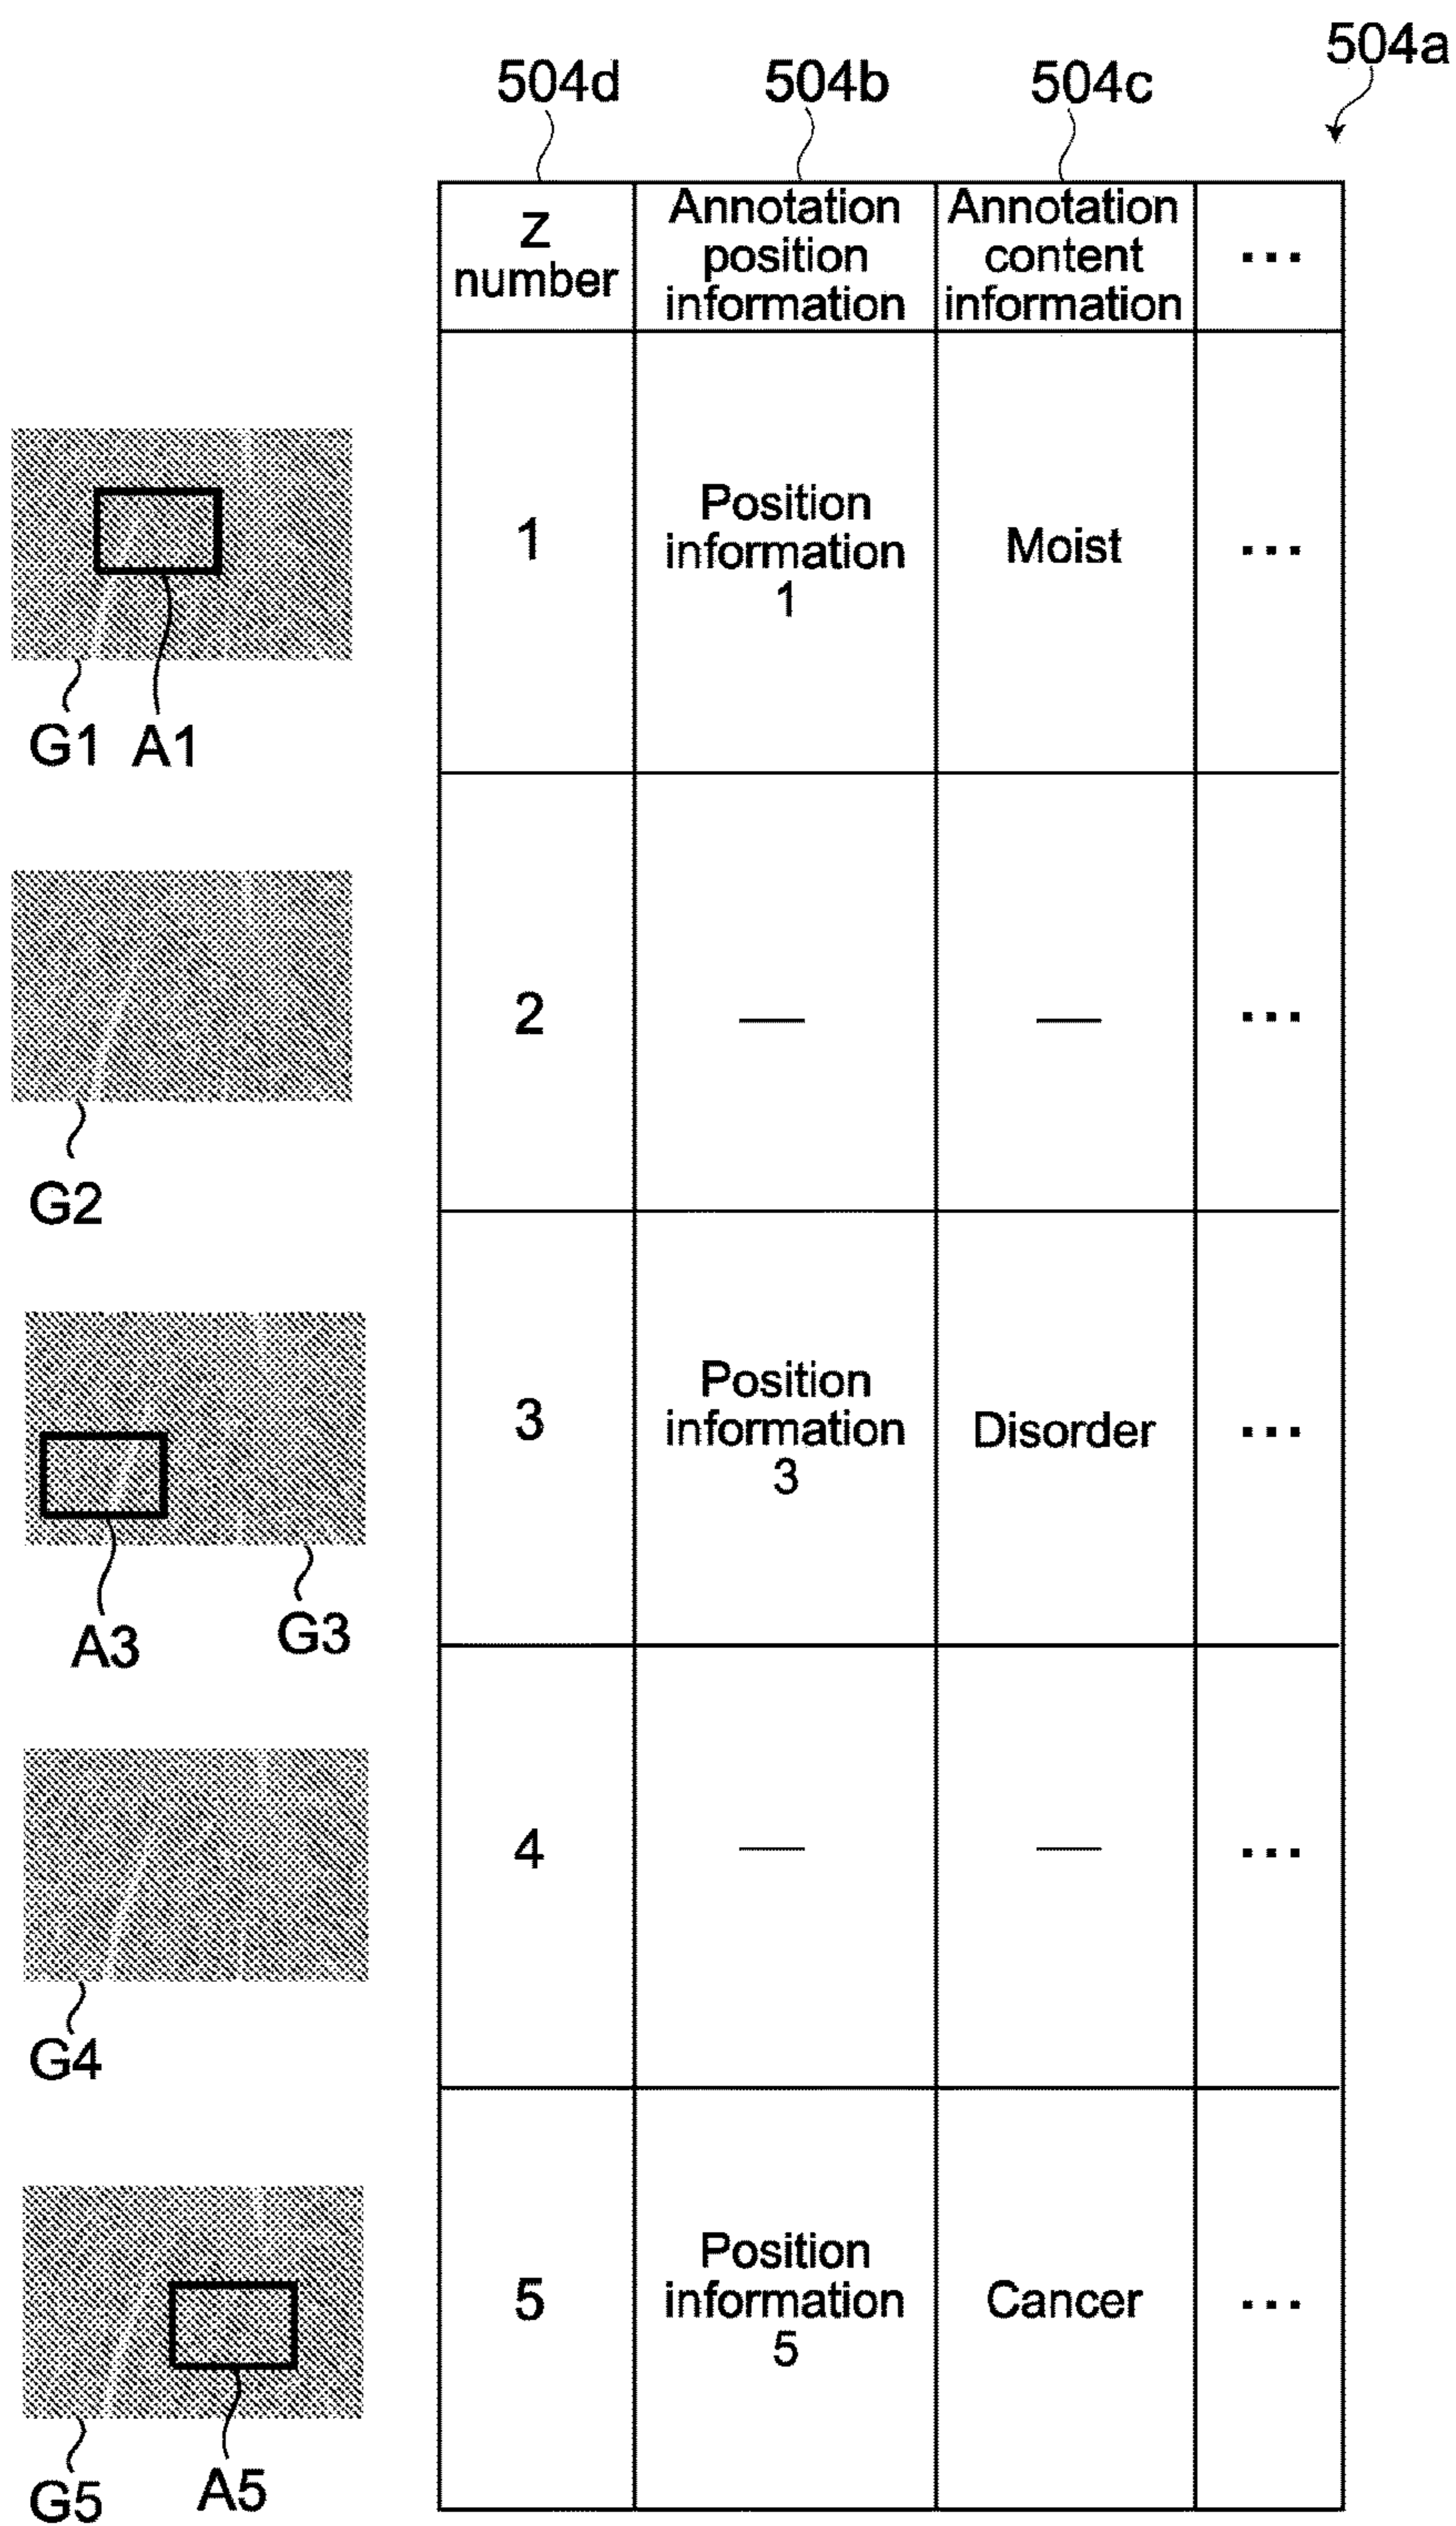 504a
504d 504b 504c
Z
number
Annotation
position
information
Annotation
content
information
...
1
Position
information
1
Moist
...
G1 A1
2
—
—
...
G2
3
Position
information
3
Disorder
...
A3 G3
4
—
—
...
G4
5
Position
information
5
Cancer
...
G5 A5